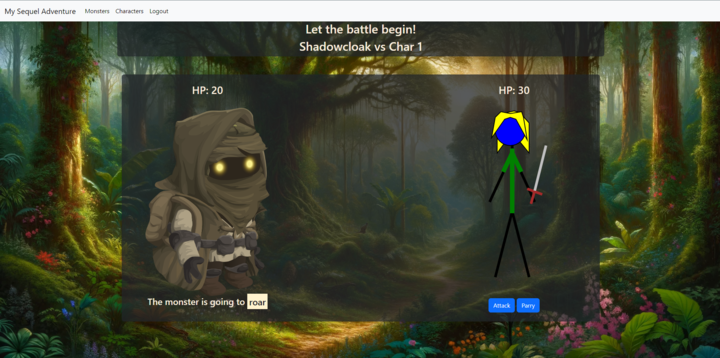 My Sequel Adventure Monsters Characters Logout
Let the battle begin!
Shadowcloak vs Char 1
HP: 20
HP: 30
The monster is going to roar
Attack Parry